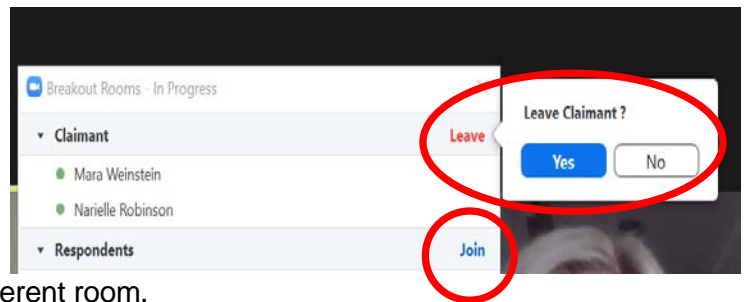 Breakout Rooms - In Progress
Claimant Leave
Leave Claimant ?
Yes No
Mara Weinstein
Narielle Robinson
Respondents Join
erent room.